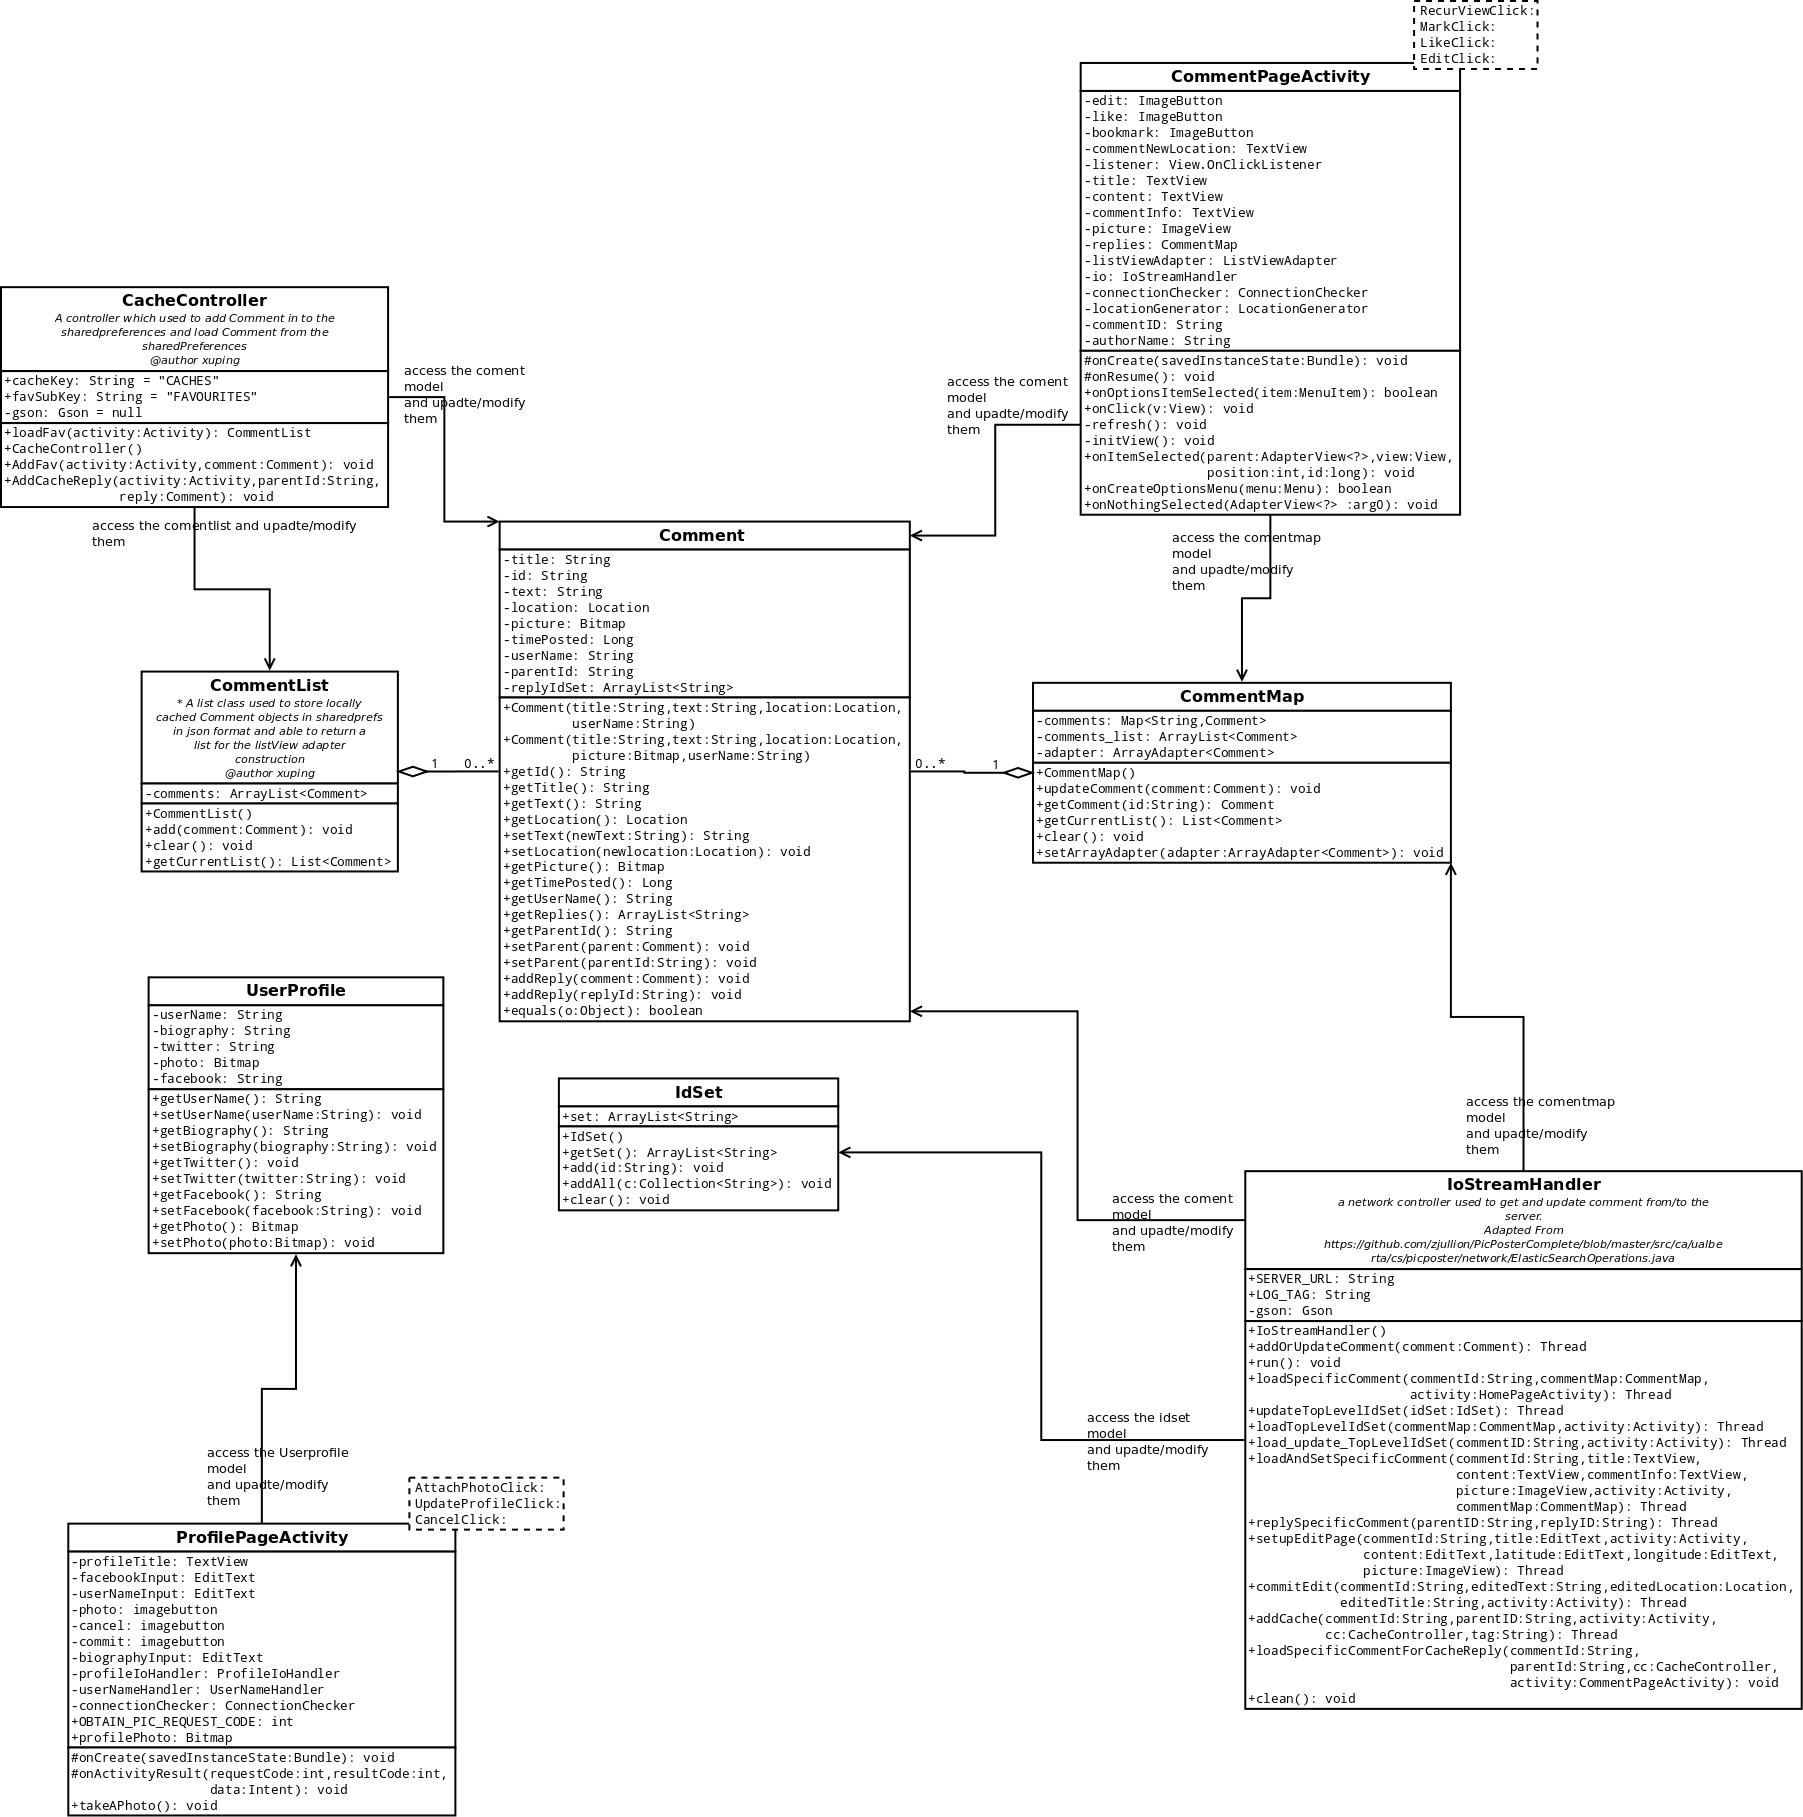 RecurViewClick:
MarkClick:
LikeClick:
EditClick:
CommentPageActivity
-edit: ImageButton
-like: ImageButton
-bookmark: ImageButton
-commentNewLocation: TextView
-listener: View.OnClickListener
-title: TextView
-content: TextView
-commentInfo: TextView
-picture: ImageView
-replies: CommentMap
-listViewAdapter: ListViewAdapter
-io: IoStreamHandler
-connectionChecker: ConnectionChecker
-locationGenerator: LocationGenerator
-commentID: String
-authorName: String
#onCreate(savedInstanceState:Bundle): void
#onResume(): void
+onOptionsItemSelected(item:MenuItem): boolean
+onClick(v:View): void
-refresh(): void
-initView(): void
+onItemSelected(parent:AdapterView<?>,view:View,
position:int,id:long): void
+onCreateOptionsMenu(menu:Menu): boolean
+onNothingSelected(AdapterView<?> :arg0): void
CacheController
A controller which used to add Comment in to the
sharedpreferences and load Comment from the
sharedPreferences
@author xuping
+cacheKey: String = "CACHES"
+favSubKey: String = "FAVOURITES"
-gson: Gson = null
+loadFav(activity:Activity): CommentList
+CacheController()
+AddFav(activity:Activity,comment:Comment): void
+AddCacheReply(activity:Activity,parentId:String,
reply:Comment): void
access the coment
model
and upadte/modify
them
access the coment
model
and upadte/modify
them
access the comentlist and upadte/modify
them
access the comentmap
model
and upadte/modify
them
Comment
-title: String
-id: String
-text: String
-location: Location
-picture: Bitmap
-timePosted: Long
-userName: String
-parentId: String
-replyIdSet: ArrayList<String>
+Comment(title:String,text:String,location:Location,
userName:String)
+Comment(title:String,text:String,location:Location,
picture:Bitmap,userName:String)
+getId(): String
+getTitle(): String
+getText(): String
+getLocation(): Location
+setText(newText:String): String
+setLocation(newlocation:Location): void
+getPicture(): Bitmap
+getTimePosted(): Long
+getUserName(): String
+getReplies(): ArrayList<String>
+getParentId(): String
+setParent(parent:Comment): void
+setParent(parentId:String): void
+addReply(comment:Comment): void
+addReply(replyId:String): void
+equals(o:Object): boolean
CommentList
* A list class used to store locally
cached Comment objects in sharedprefs
in json format and able to return a
list for the listView adapter
construction
@author xuping
-comments: ArrayList<Comment>
+CommentList()
+add(comment:Comment): void
+clear(): void
+getCurrentList(): List<Comment>
1 0..*
0..* 1
CommentMap
-comments: Map<String,Comment>
-comments_list: ArrayList<Comment>
-adapter: ArrayAdapter<Comment>
+CommentMap()
+updateComment(comment:Comment): void
+getComment(id:String): Comment
+getCurrentList(): List<Comment>
+clear(): void
+setArrayAdapter(adapter:ArrayAdapter<Comment>): void
UserProfile
-userName: String
-biography: String
-twitter: String
-photo: Bitmap
-facebook: String
+getUserName(): String
+setUserName(userName:String): void
+getBiography(): String
+setBiography(biography:String): void
+getTwitter(): void
+setTwitter(twitter:String): void
+getFacebook(): String
+setFacebook(facebook:String): void
+getPhoto(): Bitmap
+setPhoto(photo:Bitmap): void
IdSet
+set: ArrayList<String>
+IdSet()
+getSet(): ArrayList<String>
+add(id:String): void
+addAll(c:Collection<String>): void
+clear(): void
access the comentmap
model
and upadte/modify
them
access the coment
model
and upadte/modify
them
access the idset
model
and upadte/modify
them
IoStreamHandler
a network controller used to get and update comment from/to the
server.
Adapted From
https://github.com/zjullion/PicPosterComplete/blob/master/src/ca/ualbe
rta/cs/picposter/network/ElasticSearchOperations.java
+SERVER_URL: String
+LOG_TAG: String
-gson: Gson
+IoStreamHandler()
+addOrUpdateComment(comment:Comment): Thread
+run(): void
+loadSpecificComment(commentId:String,commentMap:CommentMap,
activity:HomePageActivity): Thread
+updateTopLevelIdSet(idSet:IdSet): Thread
+loadTopLevelIdSet(commentMap:CommentMap,activity:Activity): Thread
+load_update_TopLevelIdSet(commentID:String,activity:Activity): Thread
+loadAndSetSpecificComment(commentId:String,title:TextView,
content:TextView,commentInfo:TextView,
picture:ImageView,activity:Activity,
commentMap:CommentMap): Thread
+replySpecificComment(parentID:String,replyID:String): Thread
+setupEditPage(commentId:String,title:EditText,activity:Activity,
content:EditText,latitude:EditText,longitude:EditText,
picture:ImageView): Thread
+commitEdit(commentId:String,editedText:String,editedLocation:Location,
editedTitle:String,activity:Activity): Thread
+addCache(commentId:String,parentID:String,activity:Activity,
cc:CacheController,tag:String): Thread
+loadSpecificCommentForCacheReply(commentId:String,
parentId:String,cc:CacheController,
activity:CommentPageActivity): void
+clean(): void
access the Userprofile
model
and upadte/modify
them
AttachPhotoClick:
UpdateProfileClick:
CancelClick:
ProfilePageActivity
-profileTitle: TextView
-facebookInput: EditText
-userNameInput: EditText
-photo: imagebutton
-cancel: imagebutton
-commit: imagebutton
-biographyInput: EditText
-profileIoHandler: ProfileIoHandler
-userNameHandler: UserNameHandler
-connectionChecker: ConnectionChecker
+OBTAIN_PIC_REQUEST_CODE: int
+profilePhoto: Bitmap
#onCreate(savedInstanceState:Bundle): void
#onActivityResult(requestCode:int,resultCode:int,
data:Intent): void
+takeAPhoto(): void